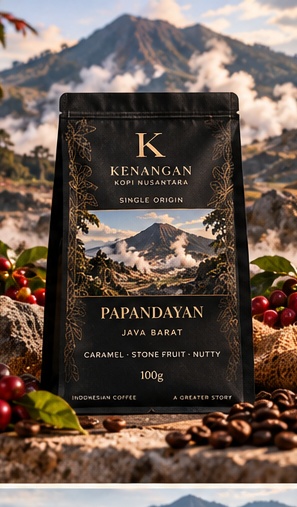 K
KENANGAN
KOPI NUSANTARA
SINGLE ORIGIN
PAPANDAYAN
JAVA BARAT
CARAMEL · STONE FRUIT · NUTTY
100g
INDONESIAN COFFEE A GREATER STORY